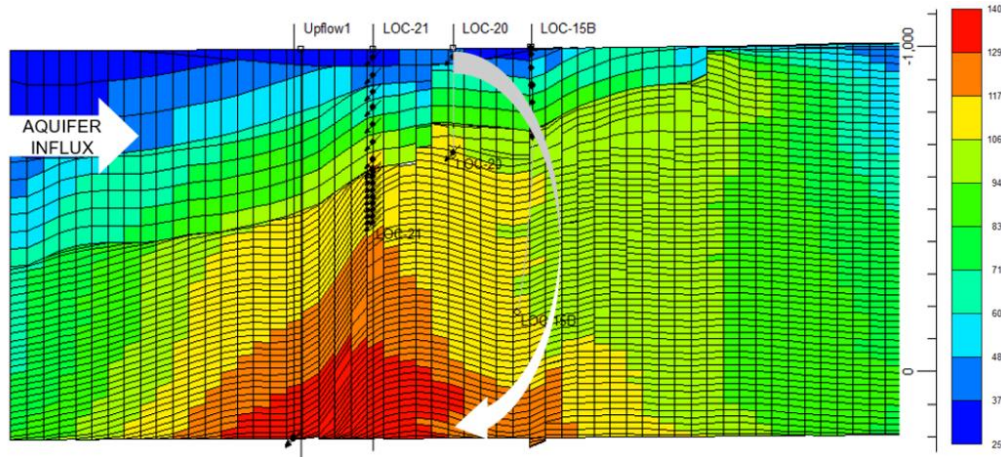 Upflow1
LOC-21
LOC-20
LOC-15B
AQUIFER
INFLUX
LOC-20
LOC-21
LOC-15B
-1,000
0
140
129
117
106
94
83
71
60
48
37
25